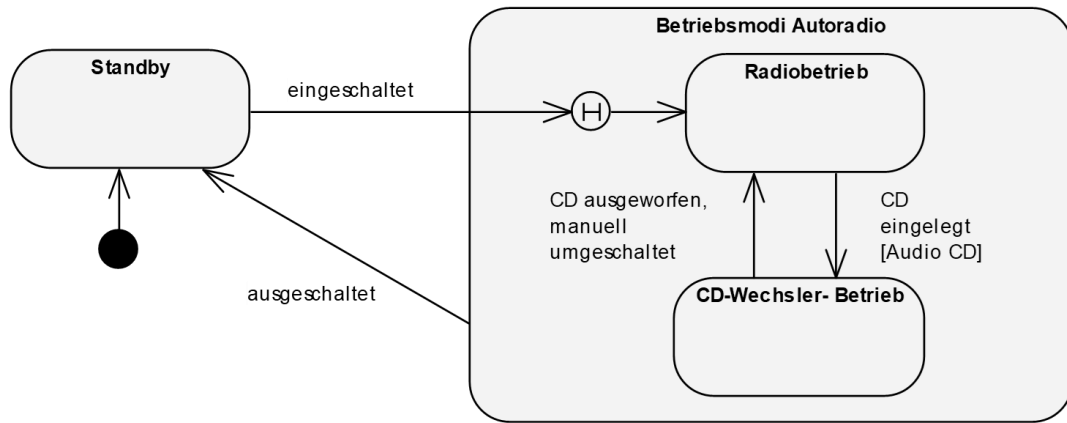 Betriebsmodi Autoradio
Standby
Radiobetrieb
eingeschaltet
H
CD ausgeworfen,
manuell
umgeschaltet
CD
eingelegt
[Audio CD]
ausgeschaltet
CD-Wechsler- Betrieb